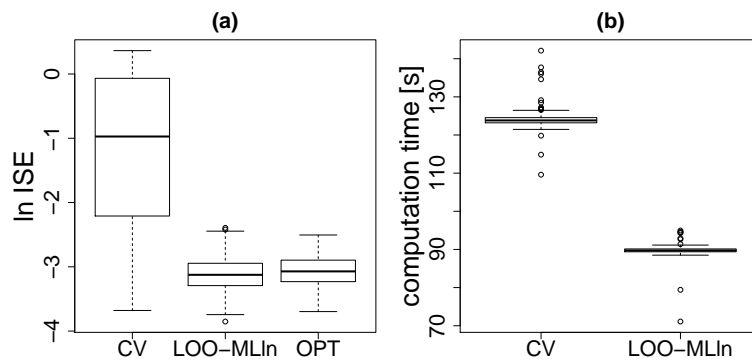 (a)
ln ISE
0
−1
−2
−3
−4
CV
LOO−MLln
OPT
(b)
computation time [s]
130
110
90
70
CV
LOO−MLln